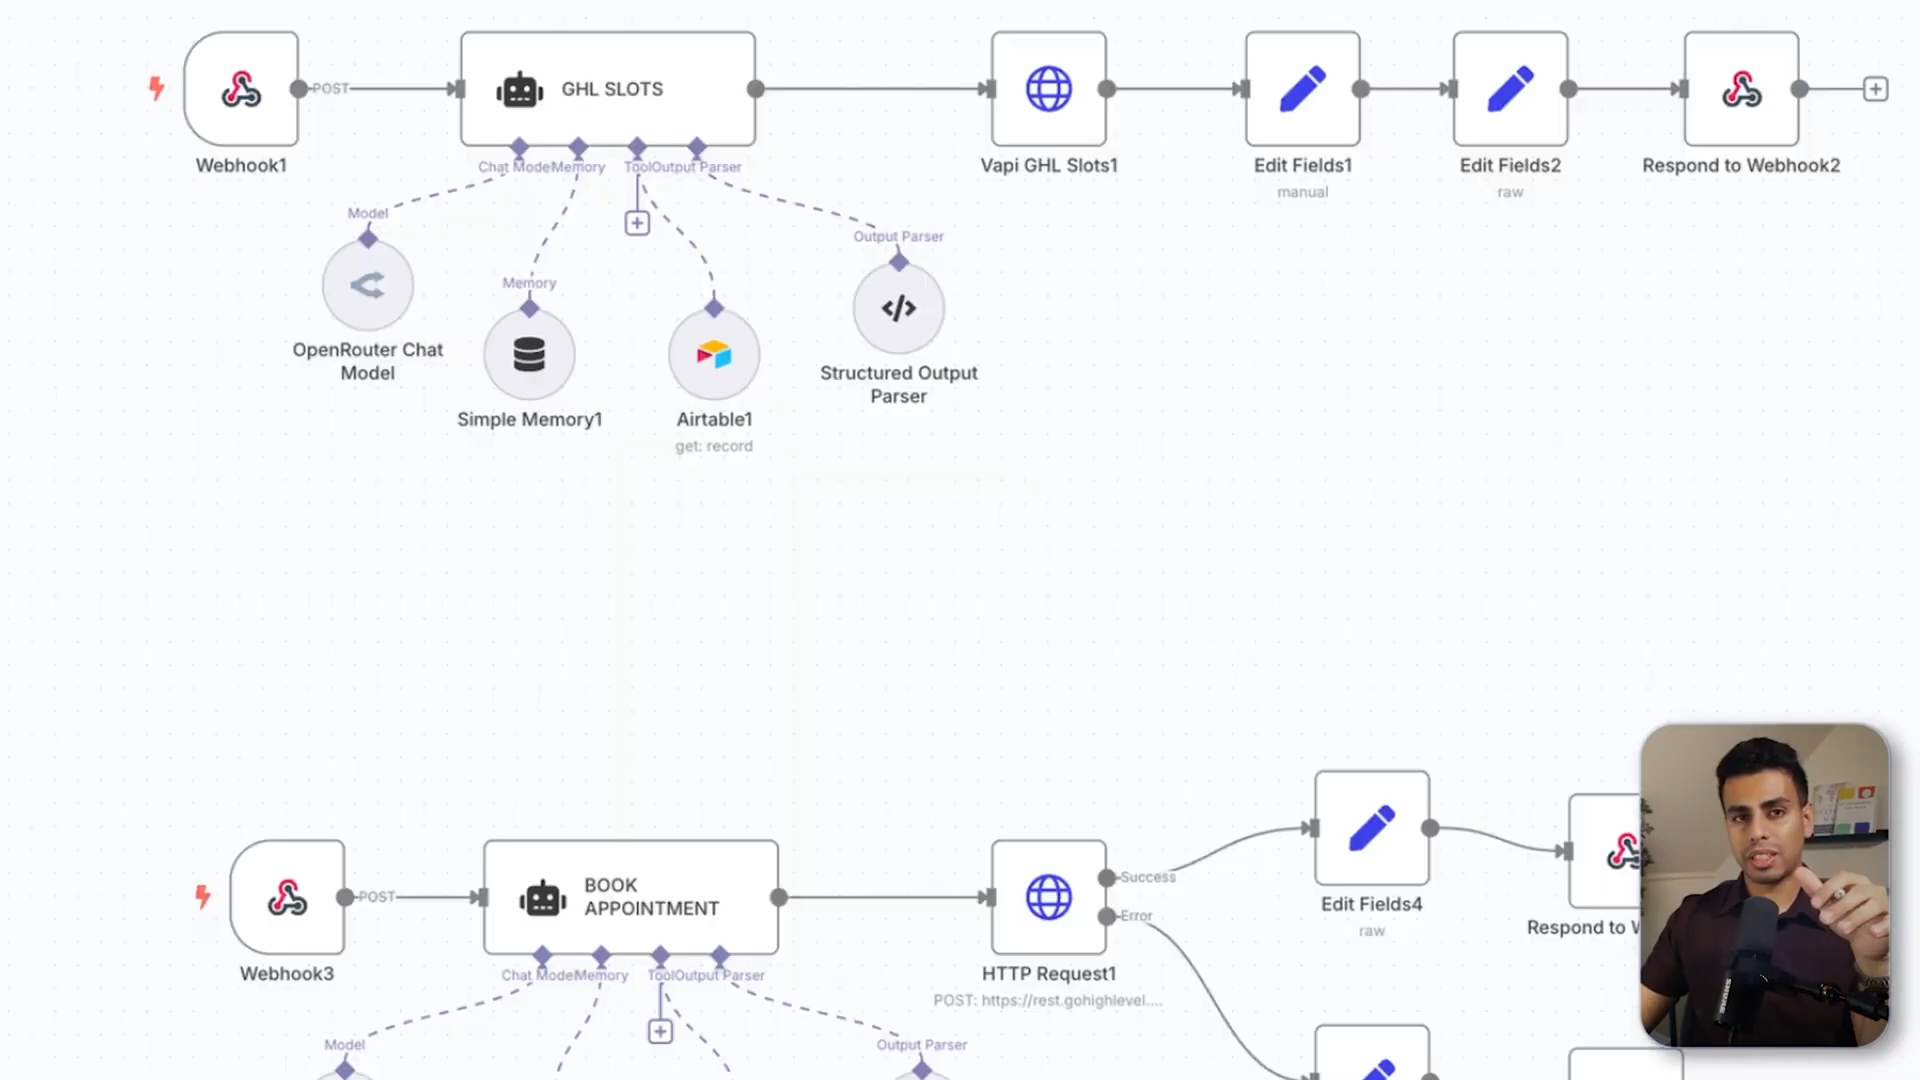 POST
GHL SLOTS
Webhook1
Vapi GHL Slots1
Edit Fields1
manual
Edit Fields2
raw
Respond to Webhook2
Chat Mode
Memory
Tool
Output Parser
Model
OpenRouter Chat
Model
Memory
Simple Memory1
Airtable1
get: record
Output Parser
Structured Output
Parser
POST
BOOK
APPOINTMENT
Webhook3
Success
Error
HTTP Request1
POST: https://rest.gohighlevel....
Edit Fields4
raw
Respond to W
Chat Mode
Memory
Tool
Output Parser
Model
Output Parser